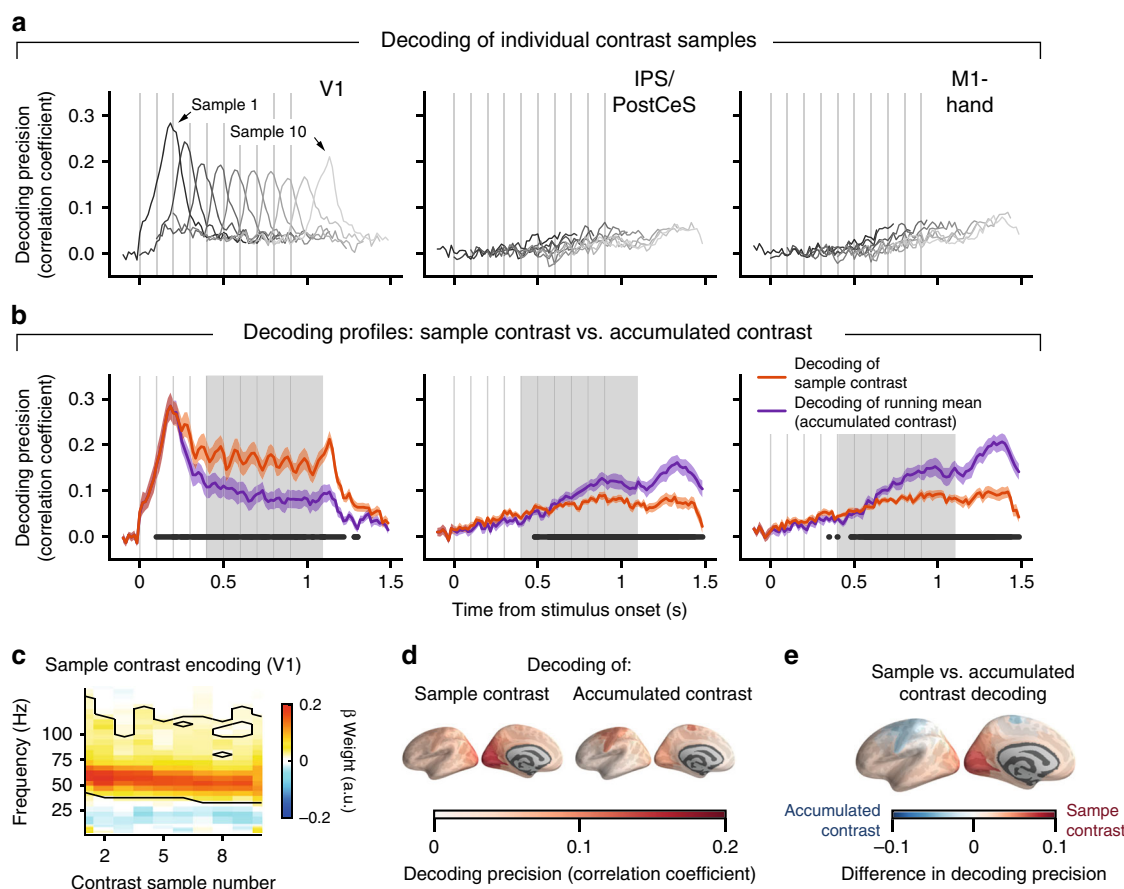 a
Decoding of individual contrast samples
Decoding precision
(correlation coefficient)
0.3
0.2
0.1
0.0
V1
Sample 1
Sample 10
IPS/
PostCeS
M1-
hand
b
Decoding profiles: sample contrast vs. accumulated contrast
Decoding precision
(correlation coefficient)
0.3
0.2
0.1
0.0
Decoding of
sample contrast
Decoding of running mean
(accumulated contrast)
0 0.5 1 1.5
0 0.5 1 1.5
0 0.5 1 1.5
Time from stimulus onset (s)
c
Sample contrast encoding (V1)
Frequency (Hz)
100
75
50
25
2 5 8
Contrast sample number
0.2
0
−0.2
β Weight (a.u.)
d
Decoding of:
Sample contrast Accumulated contrast
0 0.1 0.2
Decoding precision (correlation coefficient)
e
Sample vs. accumulated
contrast decoding
Accumulated
contrast
Sampe
contrast
−0.1 0 0.1
Difference in decoding precision